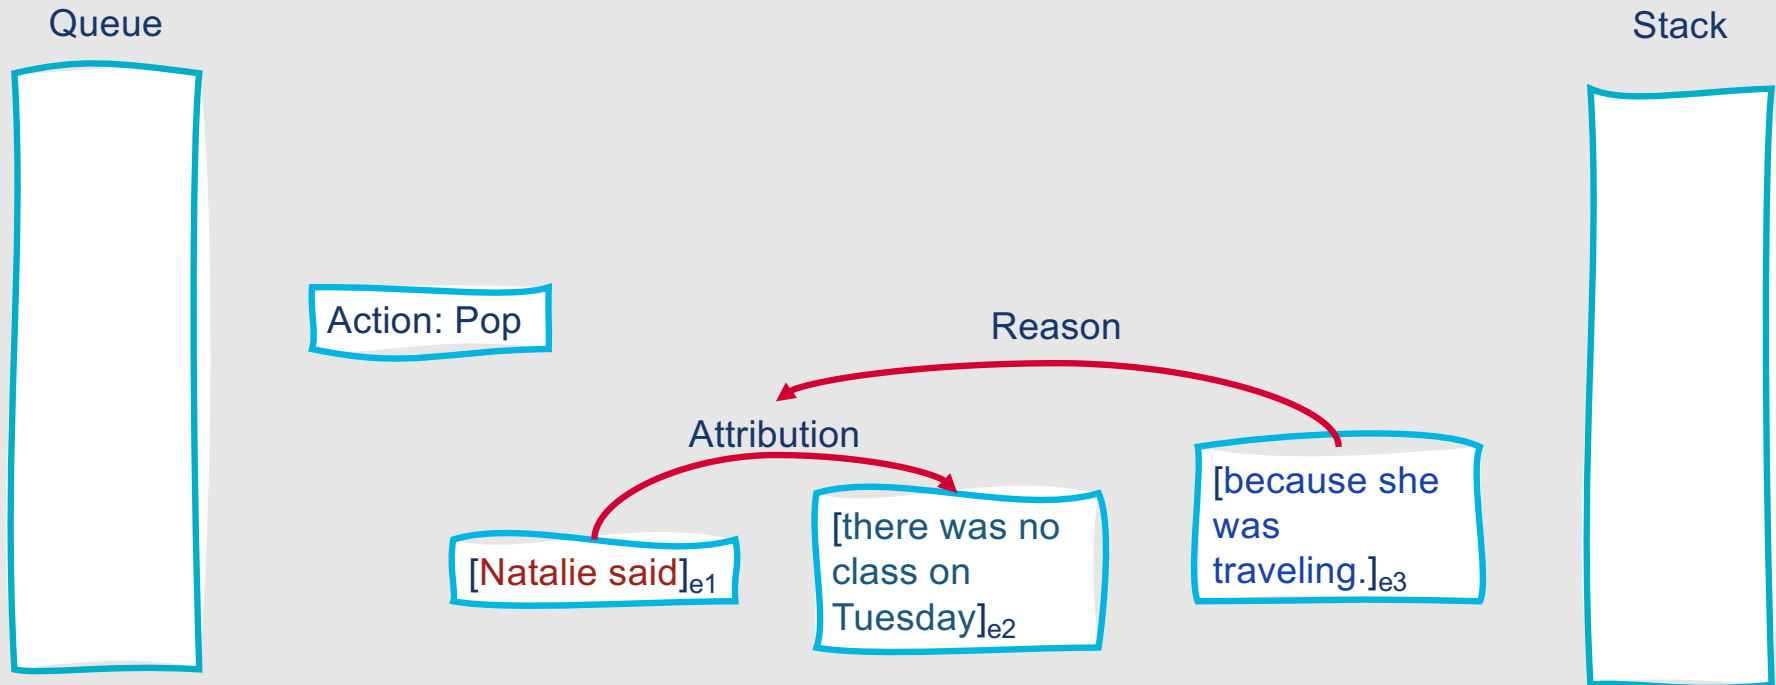 Queue
Stack
Action: Pop
Reason
Attribution
[Natalie said]e1
[there was no
class on
Tuesday]e2
[because she
was
traveling.]e3